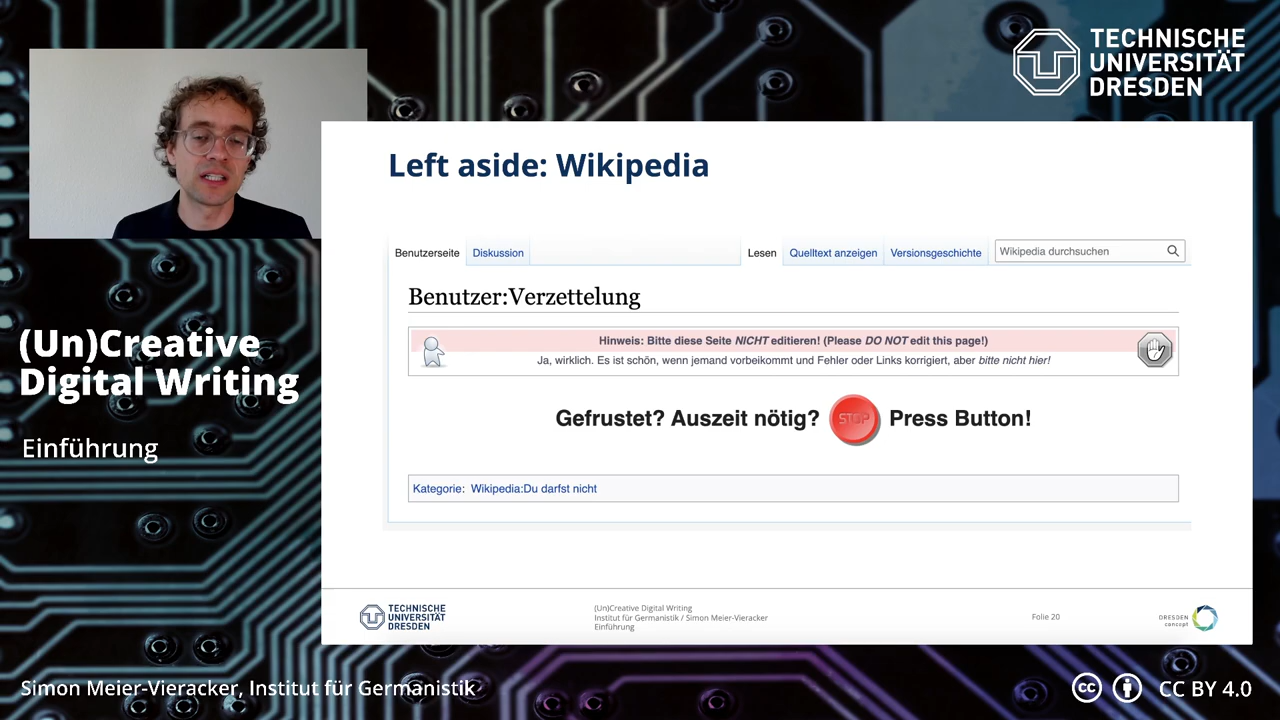 TECHNISCHE
UNIVERSITÄT
DRESDEN
Left aside: Wikipedia
Benutzerseite Diskussion Lesen Quelltext anzeigen Versionsgeschichte Wikipedia durchsuchen
Benutzer:Verzettelung
Hinweis: Bitte diese Seite NICHT editieren! (Please DO NOT edit this page!)
Ja, wirklich. Es ist schön, wenn jemand vorbeikommt und Fehler oder Links korrigiert, aber bitte nicht hier!
Gefrustet? Auszeit nötig? STOP Press Button!
Kategorie: Wikipedia:Du darfst nicht
(Un)Creative
Digital Writing
Einführung
TECHNISCHE
UNIVERSITÄT
DRESDEN
(Un)Creative Digital Writing
Institut für Germanistik / Simon Meier-Vieracker
Einführung
Folie 20
DRESDEN
concept
Simon Meier-Vieracker, Institut für Germanistik
cc CC BY 4.0